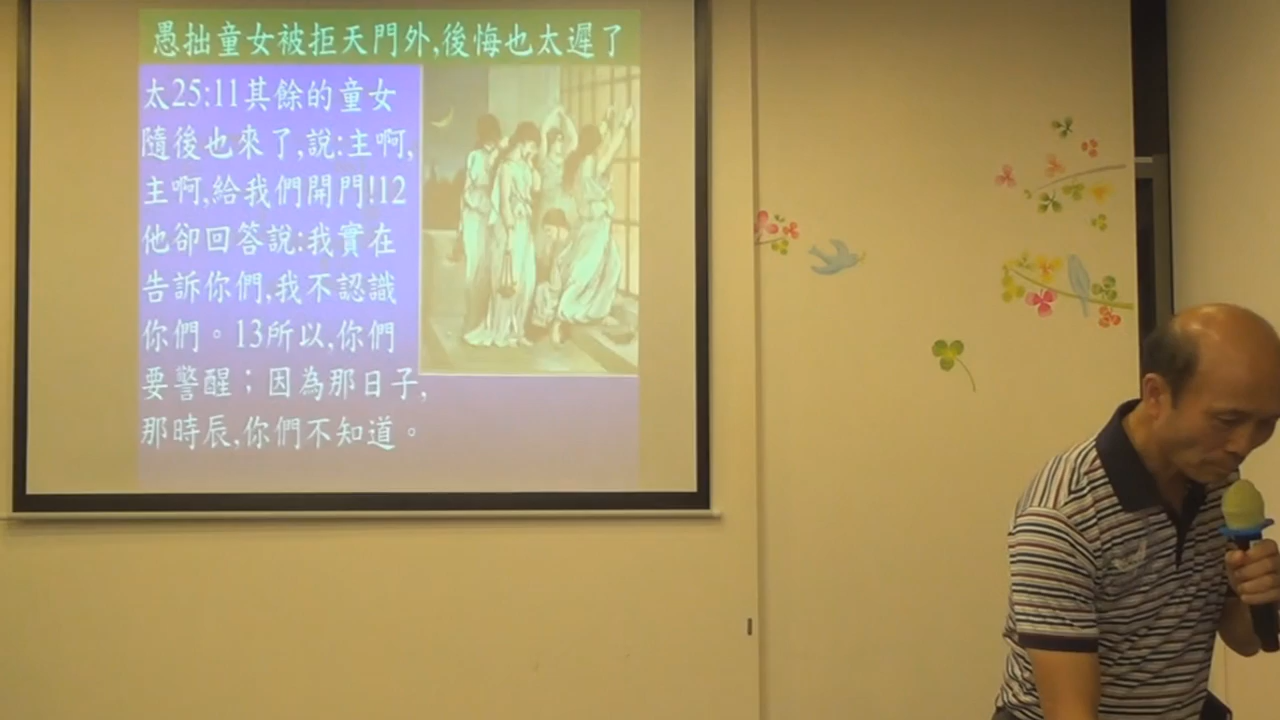 愚拙童女被拒天門外,後悔也太遲了
太25:11其餘的童女
隨後也來了,說:主啊,
主啊,給我們開門!12
他卻回答說:我實在
告訴你們,我不認識
你們。13所以,你們
要警醒；因為那日子,
那時辰,你們不知道。